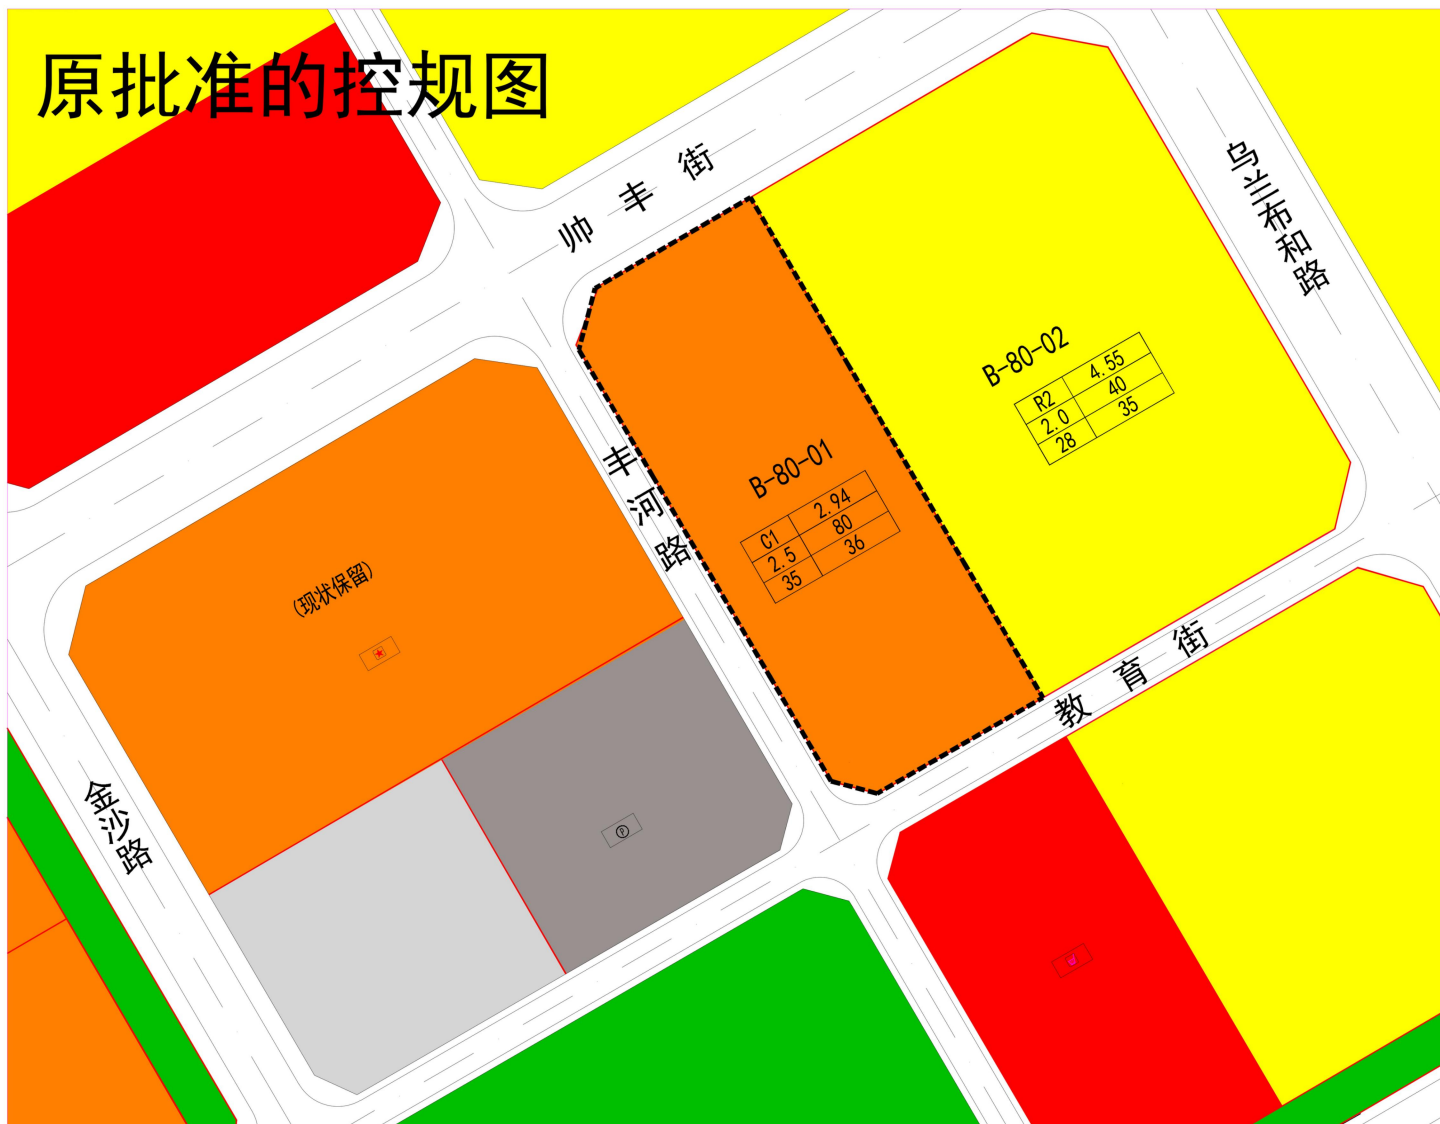 原批准的控规图
帅丰街
乌兰布和路
B-80-02
R2 4.55
2.0 40
28 35
B-80-01
C1 2.94
2.5 80
35 36
丰河路
(现状保留)
P
教育街
金沙路